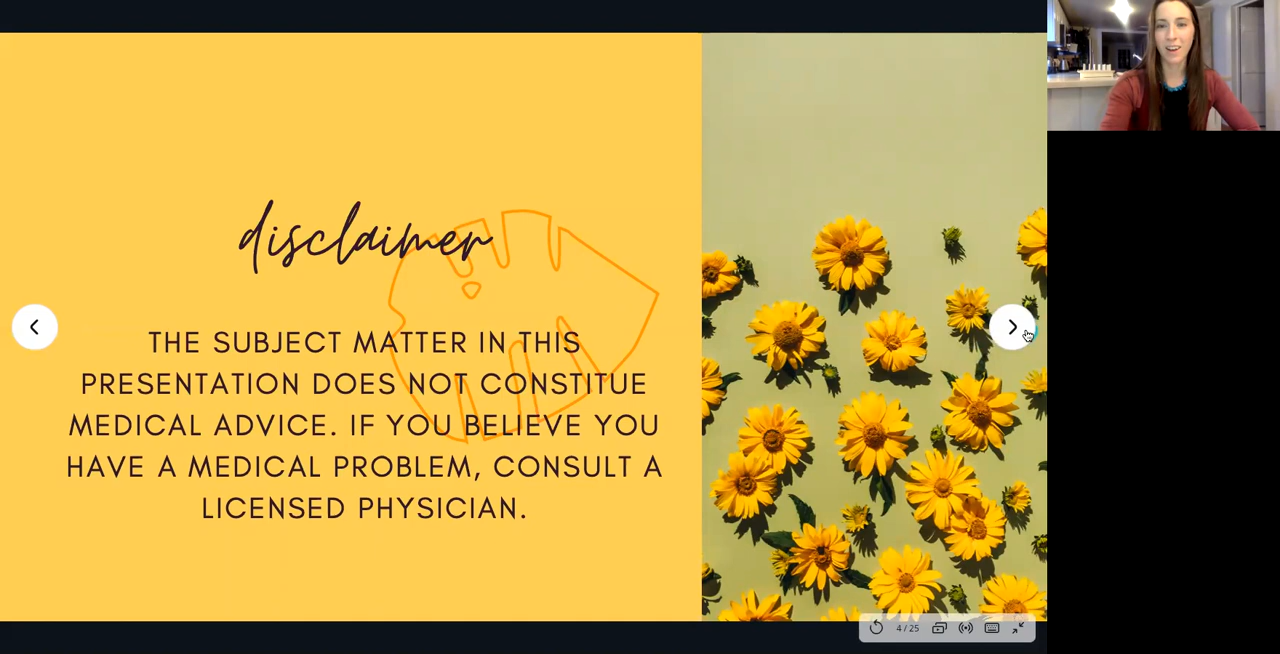 disclaimer
THE SUBJECT MATTER IN THIS
PRESENTATION DOES NOT CONSTITUE
MEDICAL ADVICE. IF YOU BELIEVE YOU
HAVE A MEDICAL PROBLEM, CONSULT A
LICENSED PHYSICIAN.
4 / 25